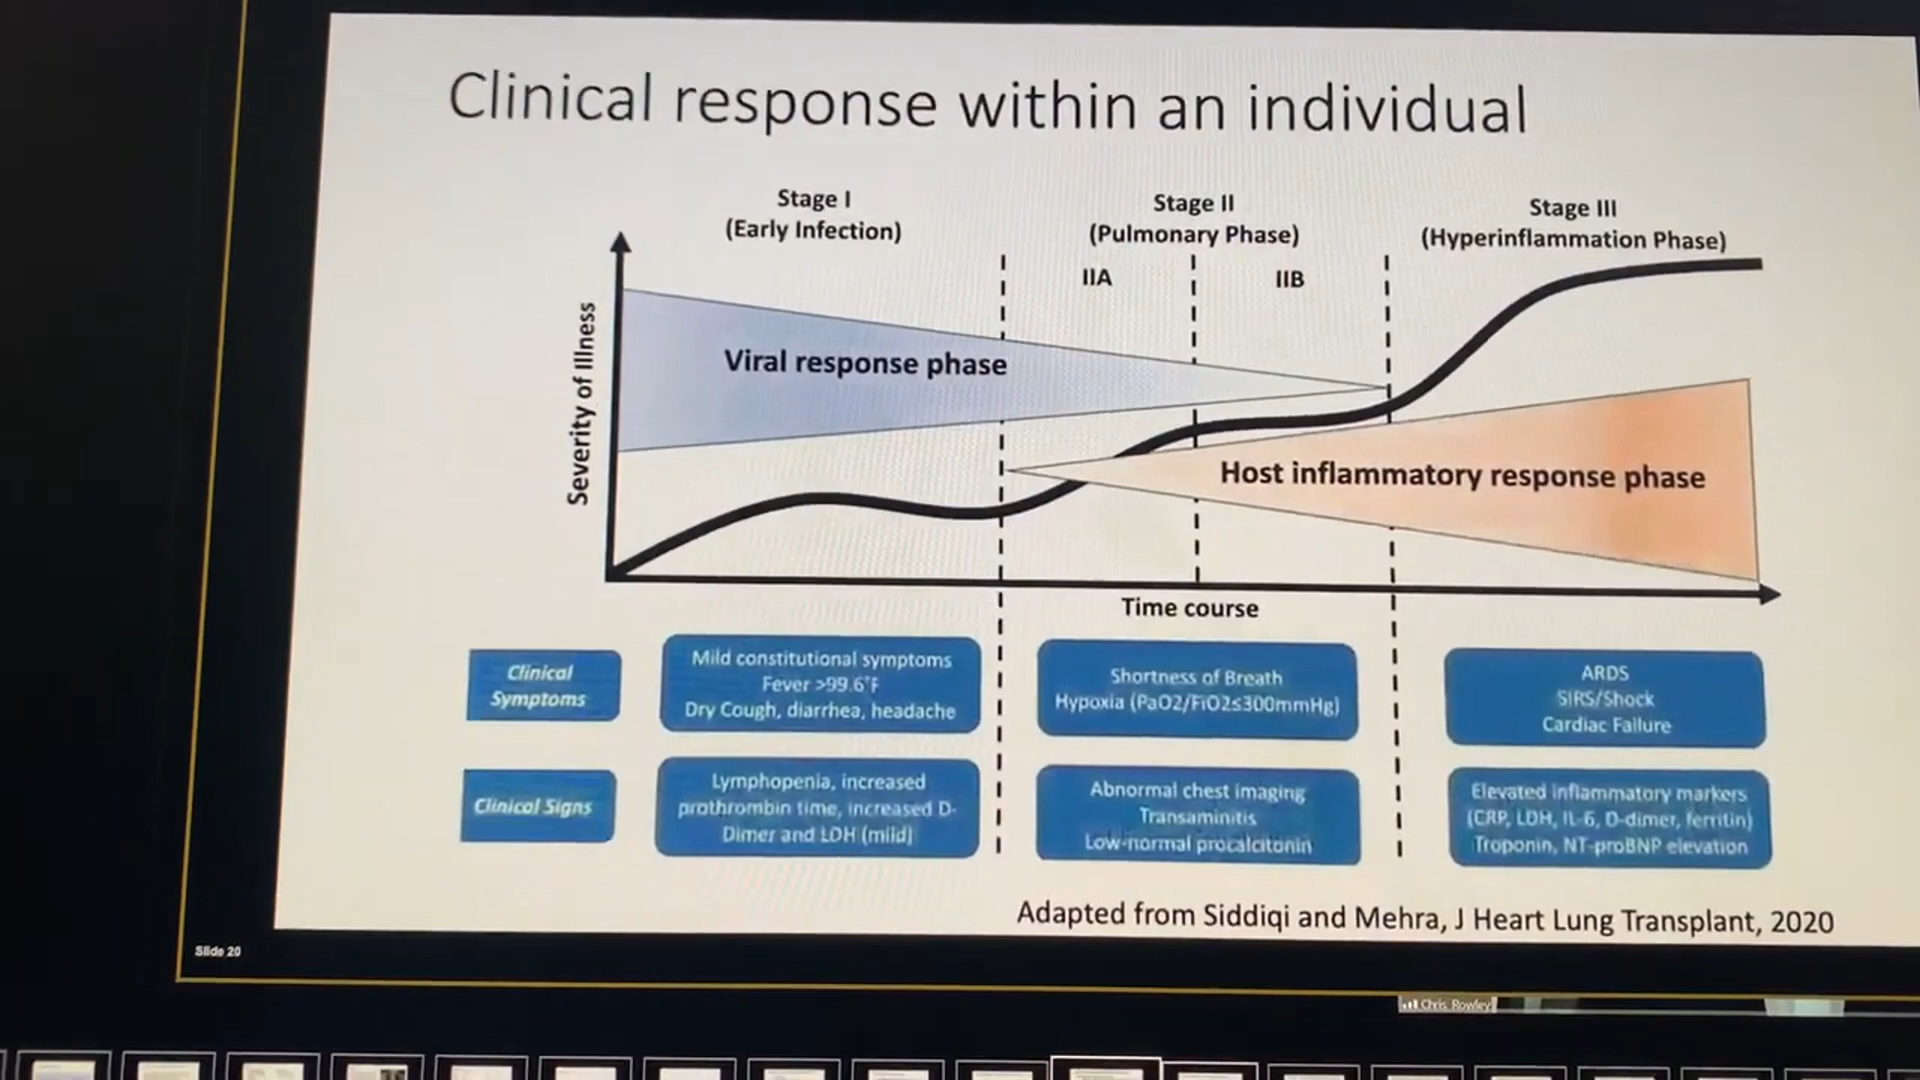 Clinical response within an individual
Stage I
(Early Infection)
Stage II
(Pulmonary Phase)
Stage III
(Hyperinflammation Phase)
IIA
IIB
Severity of Illness
Viral response phase
Host inflammatory response phase
Time course
Clinical
Symptoms
Mild constitutional symptoms
Fever >99.6°F
Dry Cough, diarrhea, headache
Shortness of Breath
Hypoxia (PaO2/FiO2≤300mmHg)
ARDS
SIRS/Shock
Cardiac Failure
Clinical Signs
Lymphopenia, increased
prothrombin time, increased D-
Dimer and LDH (mild)
Abnormal chest imaging
Transaminitis
Low-normal procalcitonin
Elevated inflammatory markers
(CRP, LDH, IL-6, D-dimer, ferritin)
Troponin, NT-proBNP elevation
Adapted from Siddiqi and Mehra, J Heart Lung Transplant, 2020
Slide 20
Chris Rowley